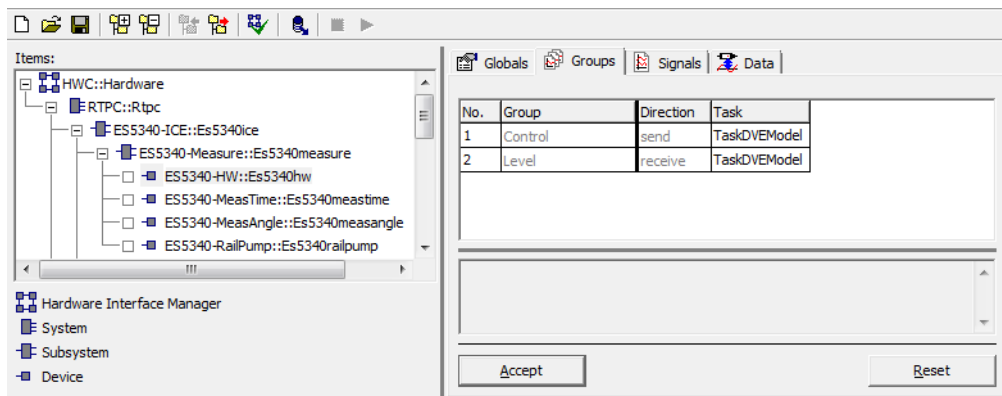 Items:
HWC::Hardware
RTPC::Rtpc
ES5340-ICE::Es5340ice
ES5340-Measure::Es5340measure
ES5340-HW::Es5340hw
ES5340-MeasTime::Es5340meastime
ES5340-MeasAngle::Es5340measangle
ES5340-RailPump::Es5340railpump
Hardware Interface Manager
System
Subsystem
Device
Globals Groups Signals Data
No. Group Direction Task
1 Control send TaskDVEModel
2 Level receive TaskDVEModel
Accept Reset